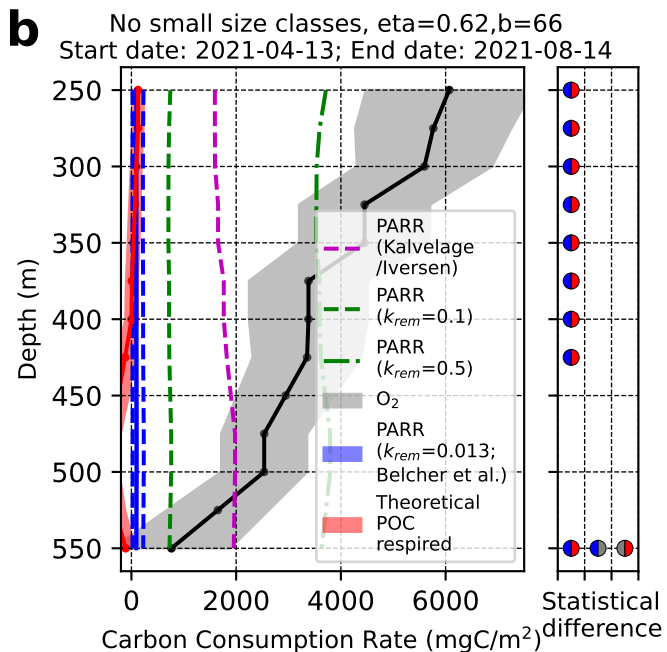 b
No small size classes, eta=0.62,b=66
Start date: 2021-04-13; End date: 2021-08-14
250
300
350
400
450
500
550
Depth (m)
PARR
(Kalvelage
/Iversen)
PARR
(k_rem=0.1)
PARR
(k_rem=0.5)
O₂
PARR
(k_rem=0.013;
Belcher et al.)
Theoretical
POC
respired
0 2000 4000 6000
Carbon Consumption Rate (mgC/m²)
Statistical
difference